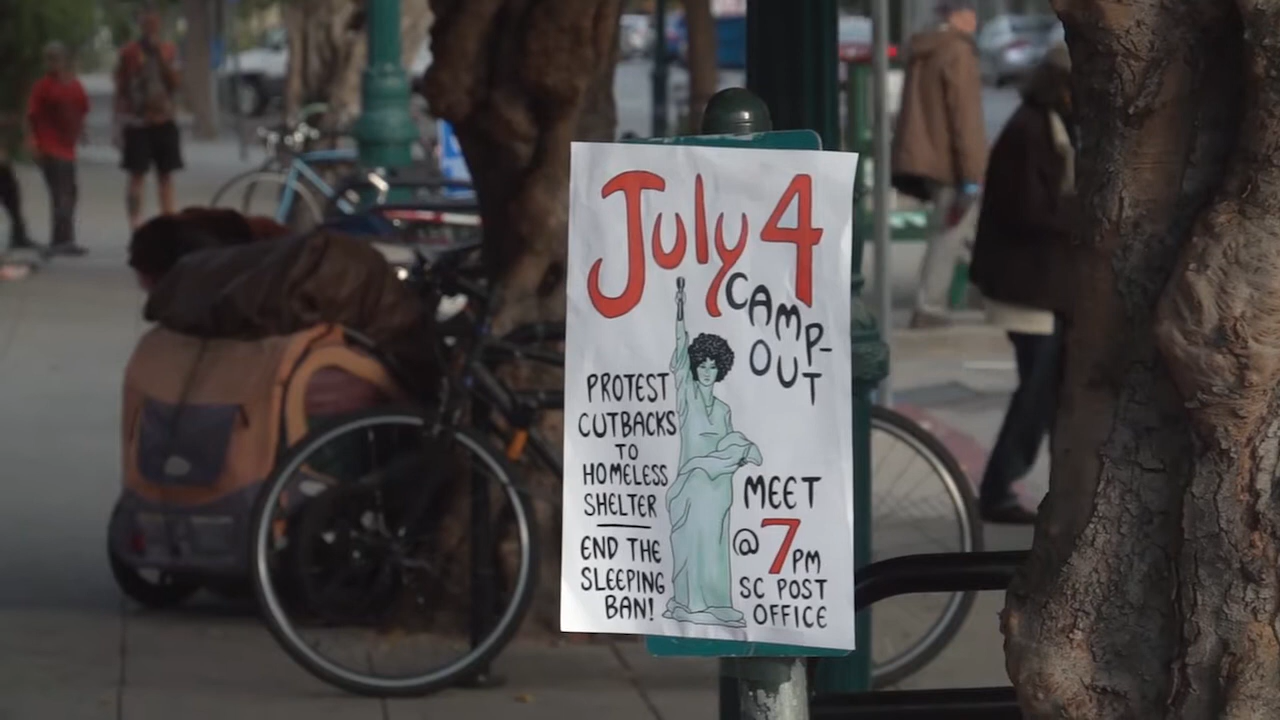 July 4
CAMP-
OUT
PROTEST
CUTBACKS
TO
HOMELESS
SHELTER
END THE
SLEEPING
BAN!
MEET
@ 7PM
SC POST
OFFICE